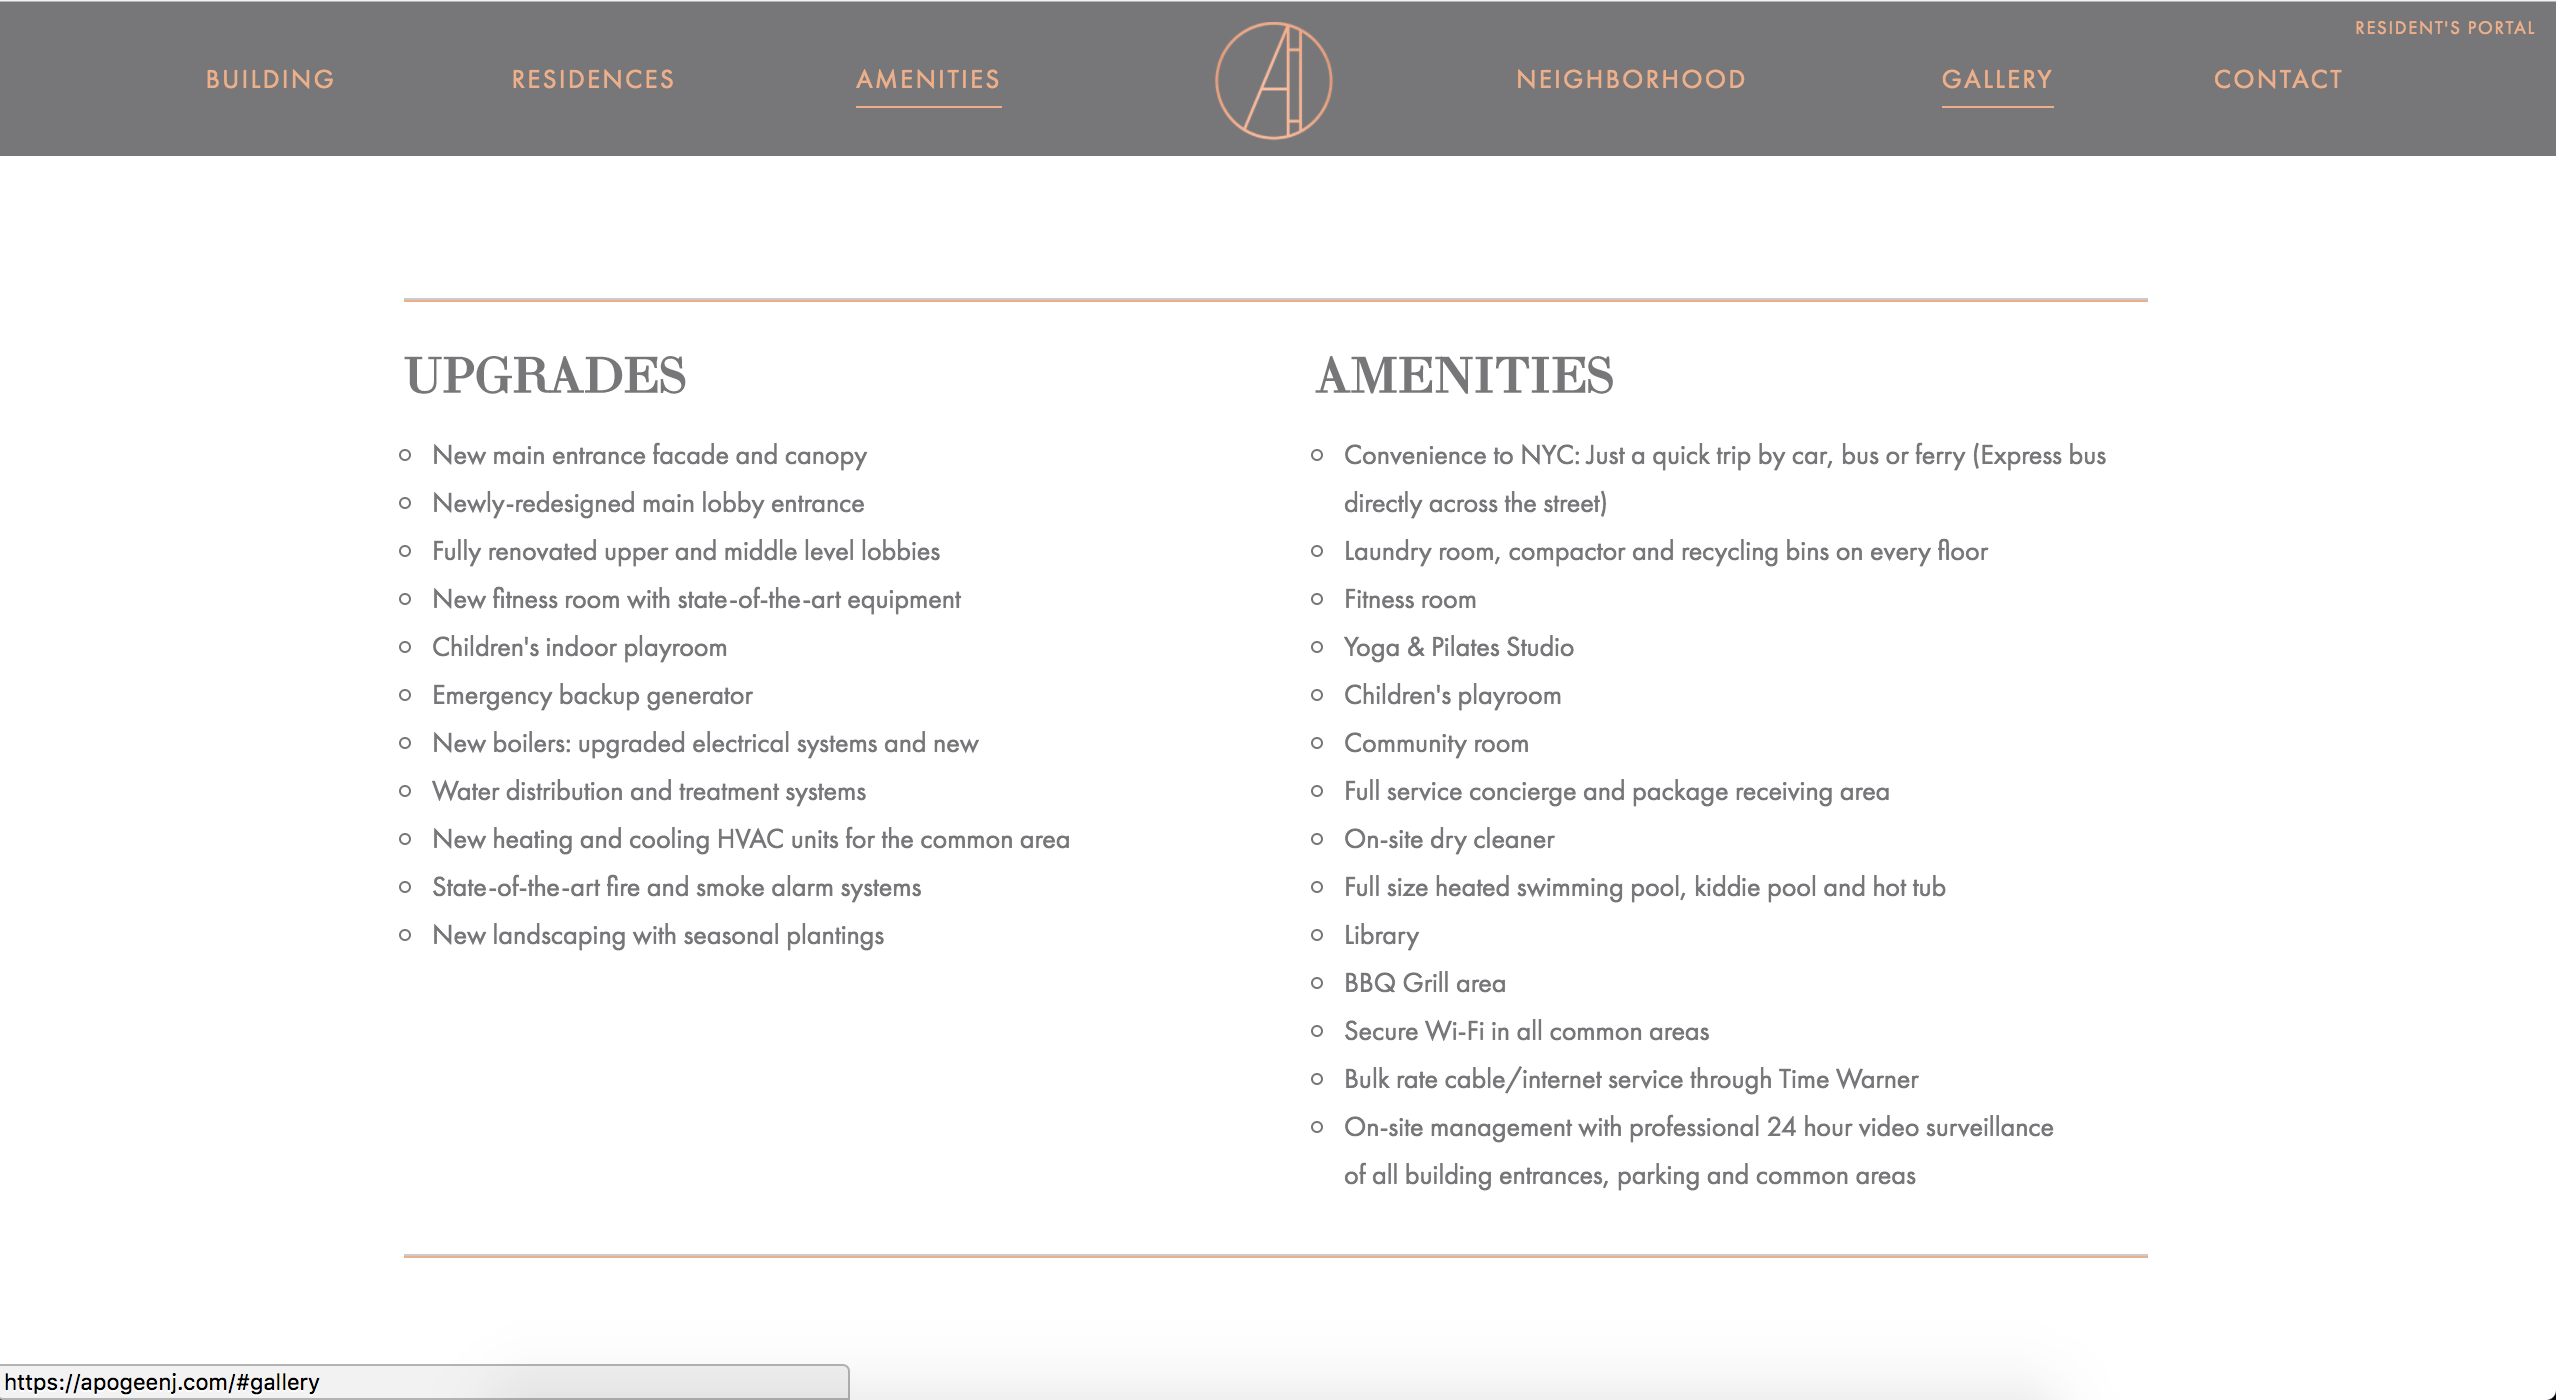 RESIDENT'S PORTAL
BUILDING
RESIDENCES
AMENITIES
NEIGHBORHOOD
GALLERY
CONTACT
UPGRADES
New main entrance facade and canopy
Newly-redesigned main lobby entrance
Fully renovated upper and middle level lobbies
New fitness room with state-of-the-art equipment
Children's indoor playroom
Emergency backup generator
New boilers: upgraded electrical systems and new
Water distribution and treatment systems
New heating and cooling HVAC units for the common area
State-of-the-art fire and smoke alarm systems
New landscaping with seasonal plantings
AMENITIES
Convenience to NYC: Just a quick trip by car, bus or ferry (Express bus
directly across the street)
Laundry room, compactor and recycling bins on every floor
Fitness room
Yoga & Pilates Studio
Children's playroom
Community room
Full service concierge and package receiving area
On-site dry cleaner
Full size heated swimming pool, kiddie pool and hot tub
Library
BBQ Grill area
Secure Wi-Fi in all common areas
Bulk rate cable/internet service through Time Warner
On-site management with professional 24 hour video surveillance
of all building entrances, parking and common areas
https://apogeenj.com/#gallery